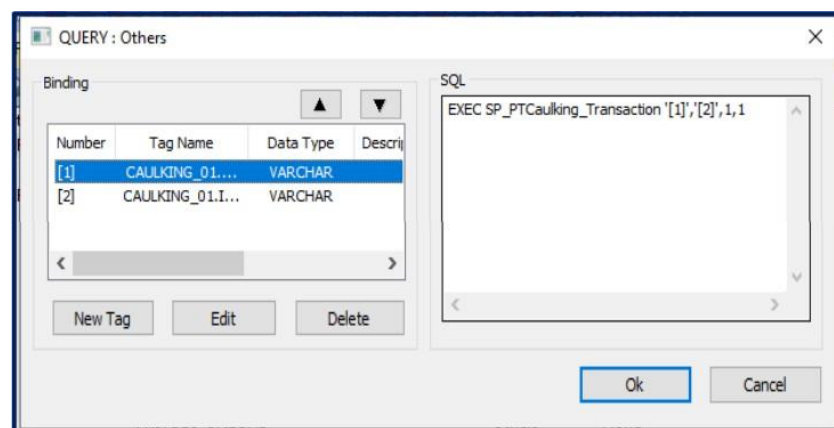 QUERY : Others
Binding
Number Tag Name Data Type Descri
[1] CAULKING_01.... VARCHAR
[2] CAULKING_01.I... VARCHAR
New Tag Edit Delete
SQL
EXEC SP_PTCaulking_Transaction '[1]','[2]',1,1
Ok Cancel